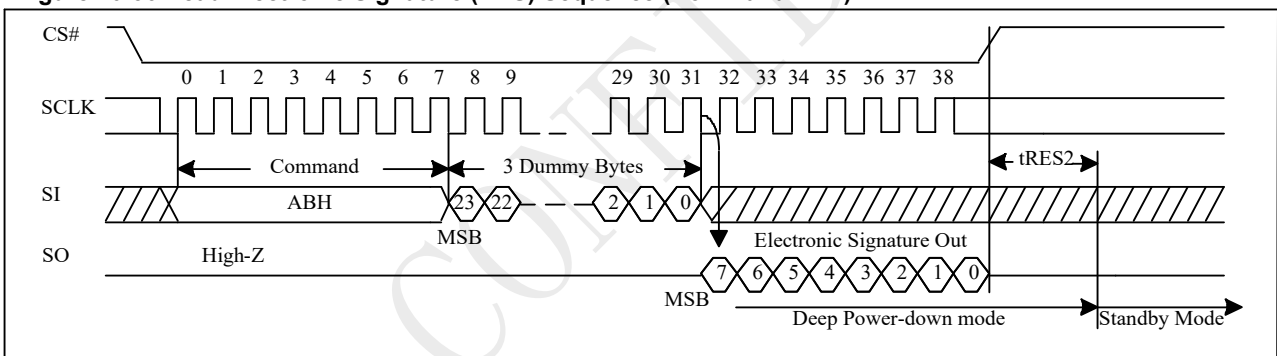 CS#
0 1 2 3 4 5 6 7 8 9 29 30 31 32 33 34 35 36 37 38
SCLK
Command 3 Dummy Bytes tRES2
SI ABH 23 22 2 1 0
MSB
SO High-Z Electronic Signature Out
7 6 5 4 3 2 1 0
MSB
Deep Power-down mode Standby Mode